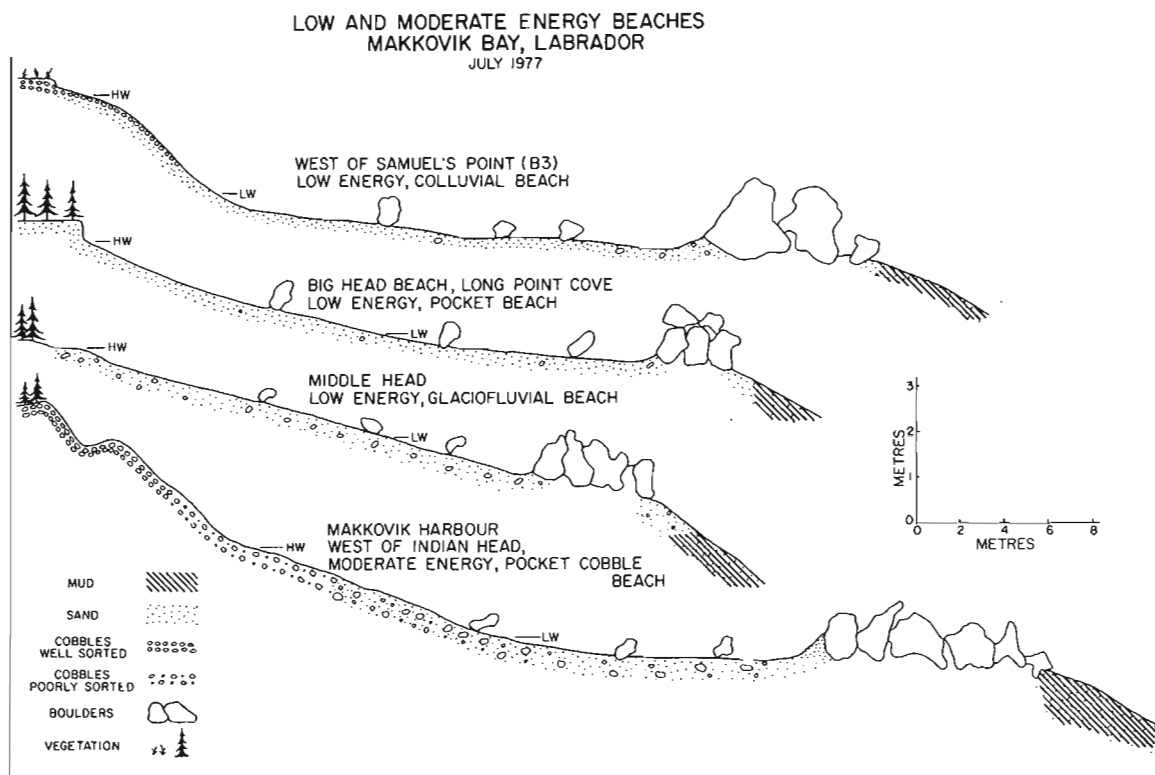 LOW AND MODERATE ENERGY BEACHES
MAKKOVIK BAY, LABRADOR
JULY 1977
HW
WEST OF SAMUEL'S POINT (B3)
LOW ENERGY, COLLUVIAL BEACH
LW
HW
BIG HEAD BEACH, LONG POINT COVE
LOW ENERGY, POCKET BEACH
LW
HW
MIDDLE HEAD
LOW ENERGY, GLACIOFLUVIAL BEACH
LW
MAKKOVIK HARBOUR
WEST OF INDIAN HEAD,
MODERATE ENERGY, POCKET COBBLE
BEACH
HW
LW
3
2
1
0
METRES
0 2 4 6 8
METRES
MUD
SAND
COBBLES
WELL SORTED
COBBLES
POORLY SORTED
BOULDERS
VEGETATION